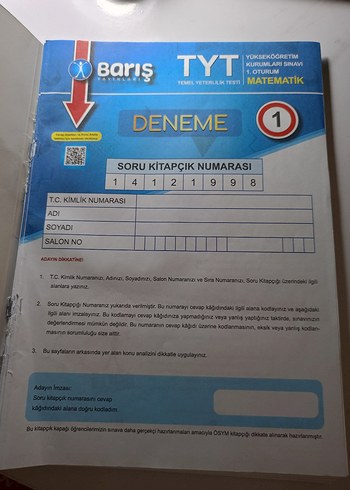 BARIŞ
YAYINLARI
TYT
TEMEL YETERLİLİK TESTİ
YÜKSEKÖĞRETİM
KURUMLARI SINAVI
1. OTURUM
MATEMATİK
DENEME
1
SORU KİTAPÇIK NUMARASI
1 4 1 2 1 9 9 8
T.C. KİMLİK NUMARASI
ADI
SOYADI
SALON NO
ADAYIN DİKKATİNE!
1. T.C. Kimlik Numaranızı, Adınızı, Soyadınızı, Salon Numaranızı ve Sıra Numaranızı, Soru Kitapçığı üzerindeki ilgili
alanlara yazınız.
2. Soru Kitapçığı Numaranız yukarıda verilmiştir. Bu numarayı cevap kâğıdındaki ilgili alana kodlayınız ve aşağıdaki
ilgili alanı imzalayınız. Bu kodlamayı cevap kâğıdınıza yapmadığınız veya yanlış yaptığınız takdirde, sınavınızın
değerlendirilmesi mümkün değildir. Bu numaranın cevap kâğıdı üzerine kodlanmasının, eksik veya yanlış kodlan-
masının sorumluluğu size aittir.
3. Bu sayfaların arkasında yer alan konu analizini dikkatle uygulayınız.
Adayın İmzası:
Soru kitapçık numarasını cevap
kâğıdındaki alana doğru kodladım.
Bu kitapçık kapağı öğrencilerimizin sınava daha gerçekçi hazırlanmaları amacıyla ÖSYM kitapçığı dikkate alınarak hazırlanmıştır.